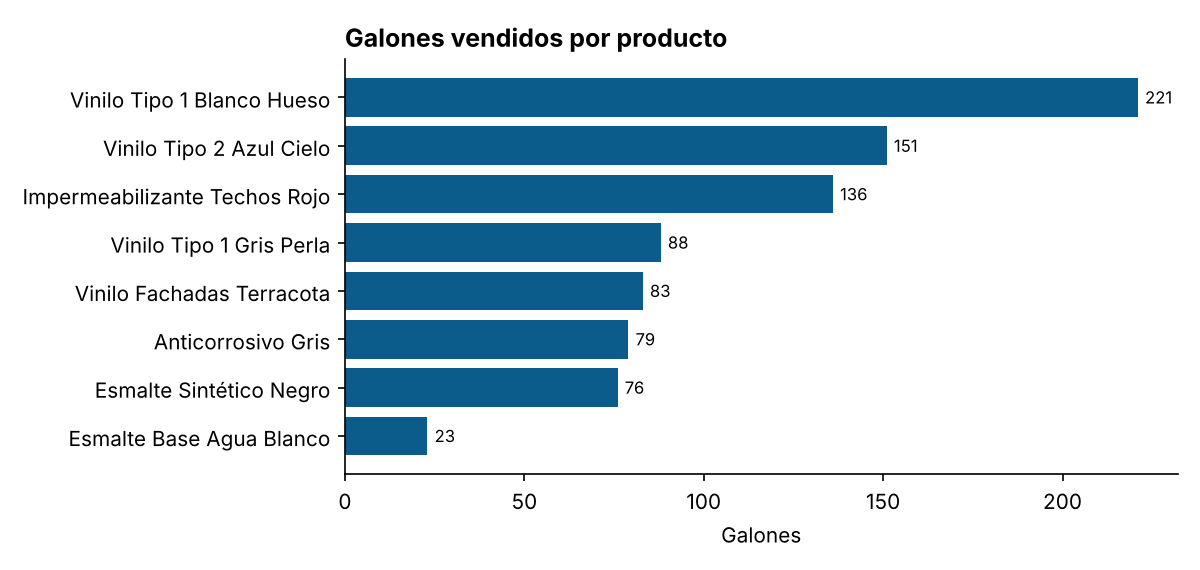 Galones vendidos por producto
Vinilo Tipo 1 Blanco Hueso 221
Vinilo Tipo 2 Azul Cielo 151
Impermeabilizante Techos Rojo 136
Vinilo Tipo 1 Gris Perla 88
Vinilo Fachadas Terracota 83
Anticorrosivo Gris 79
Esmalte Sintético Negro 76
Esmalte Base Agua Blanco 23
0 50 100 150 200
Galones